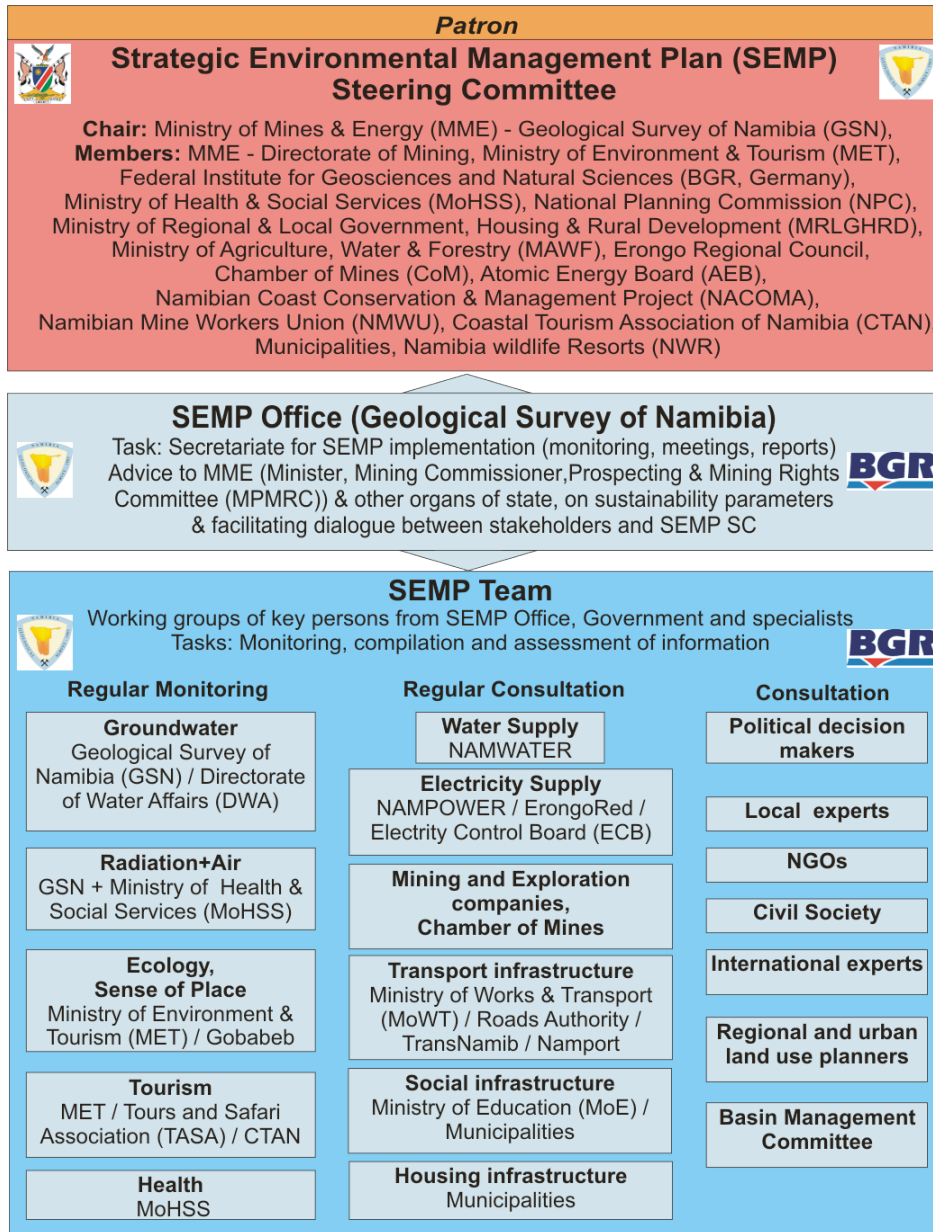 Patron
Strategic Environmental Management Plan (SEMP)
Steering Committee
Chair: Ministry of Mines & Energy (MME) - Geological Survey of Namibia (GSN),
Members: MME - Directorate of Mining, Ministry of Environment & Tourism (MET),
Federal Institute for Geosciences and Natural Sciences (BGR, Germany),
Ministry of Health & Social Services (MoHSS), National Planning Commission (NPC),
Ministry of Regional & Local Government, Housing & Rural Development (MRLGHRD),
Ministry of Agriculture, Water & Forestry (MAWF), Erongo Regional Council,
Chamber of Mines (CoM), Atomic Energy Board (AEB),
Namibian Coast Conservation & Management Project (NACOMA),
Namibian Mine Workers Union (NMWU), Coastal Tourism Association of Namibia (CTAN)
Municipalities, Namibia wildlife Resorts (NWR)
SEMP Office (Geological Survey of Namibia)
Task: Secretariate for SEMP implementation (monitoring, meetings, reports)
Advice to MME (Minister, Mining Commissioner,Prospecting & Mining Rights
Committee (MPMRC)) & other organs of state, on sustainability parameters
& facilitating dialogue between stakeholders and SEMP SC
BGR
SEMP Team
Working groups of key persons from SEMP Office, Government and specialists
Tasks: Monitoring, compilation and assessment of information
BGR
Regular Monitoring
Groundwater
Geological Survey of
Namibia (GSN) / Directorate
of Water Affairs (DWA)
Radiation+Air
GSN + Ministry of Health &
Social Services (MoHSS)
Ecology,
Sense of Place
Ministry of Environment &
Tourism (MET) / Gobabeb
Tourism
MET / Tours and Safari
Association (TASA) / CTAN
Health
MoHSS
Regular Consultation
Water Supply
NAMWATER
Electricity Supply
NAMPOWER / ErongoRed /
Electrity Control Board (ECB)
Mining and Exploration
companies,
Chamber of Mines
Transport infrastructure
Ministry of Works & Transport
(MoWT) / Roads Authority /
TransNamib / Namport
Social infrastructure
Ministry of Education (MoE) /
Municipalities
Housing infrastructure
Municipalities
Consultation
Political decision
makers
Local experts
NGOs
Civil Society
International experts
Regional and urban
land use planners
Basin Management
Committee